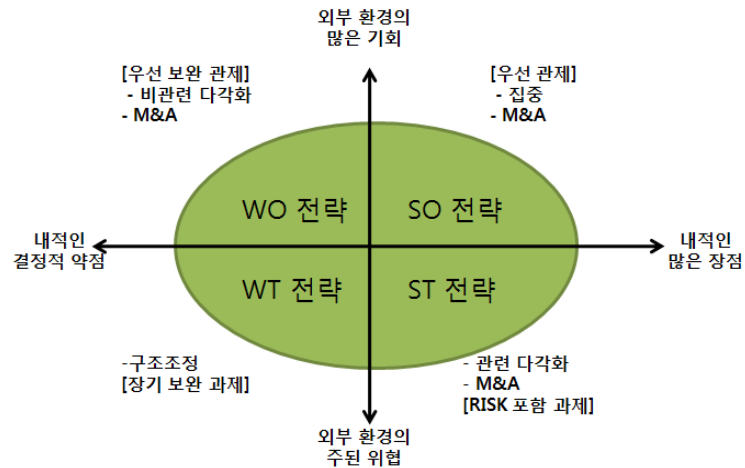 외부 환경의
많은 기회
[우선 보완 관제]
- 비관련 다각화
- M&A
[우선 관제]
- 집중
- M&A
WO 전략
SO 전략
내적인
결정적 약점
내적인
많은 장점
WT 전략
ST 전략
-구조조정
[장기 보완 과제]
- 관련 다각화
- M&A
[RISK 포함 과제]
외부 환경의
주된 위협